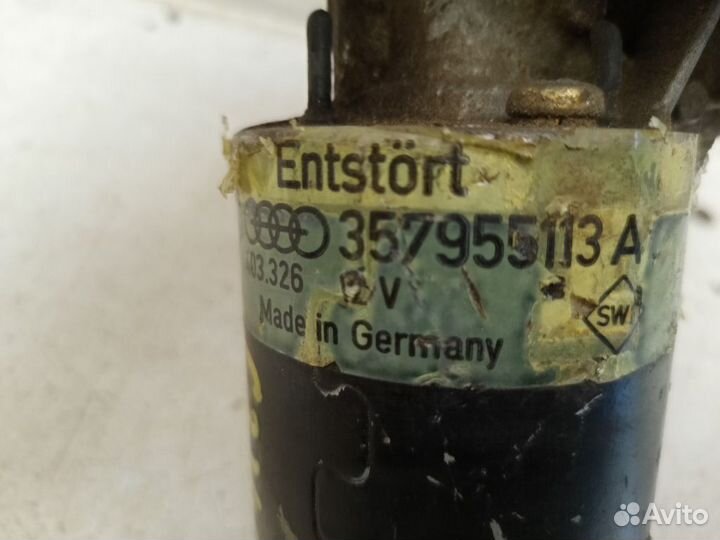 Entstört
357955113 A
403.326 12 V
Made in Germany
SWF
Avito